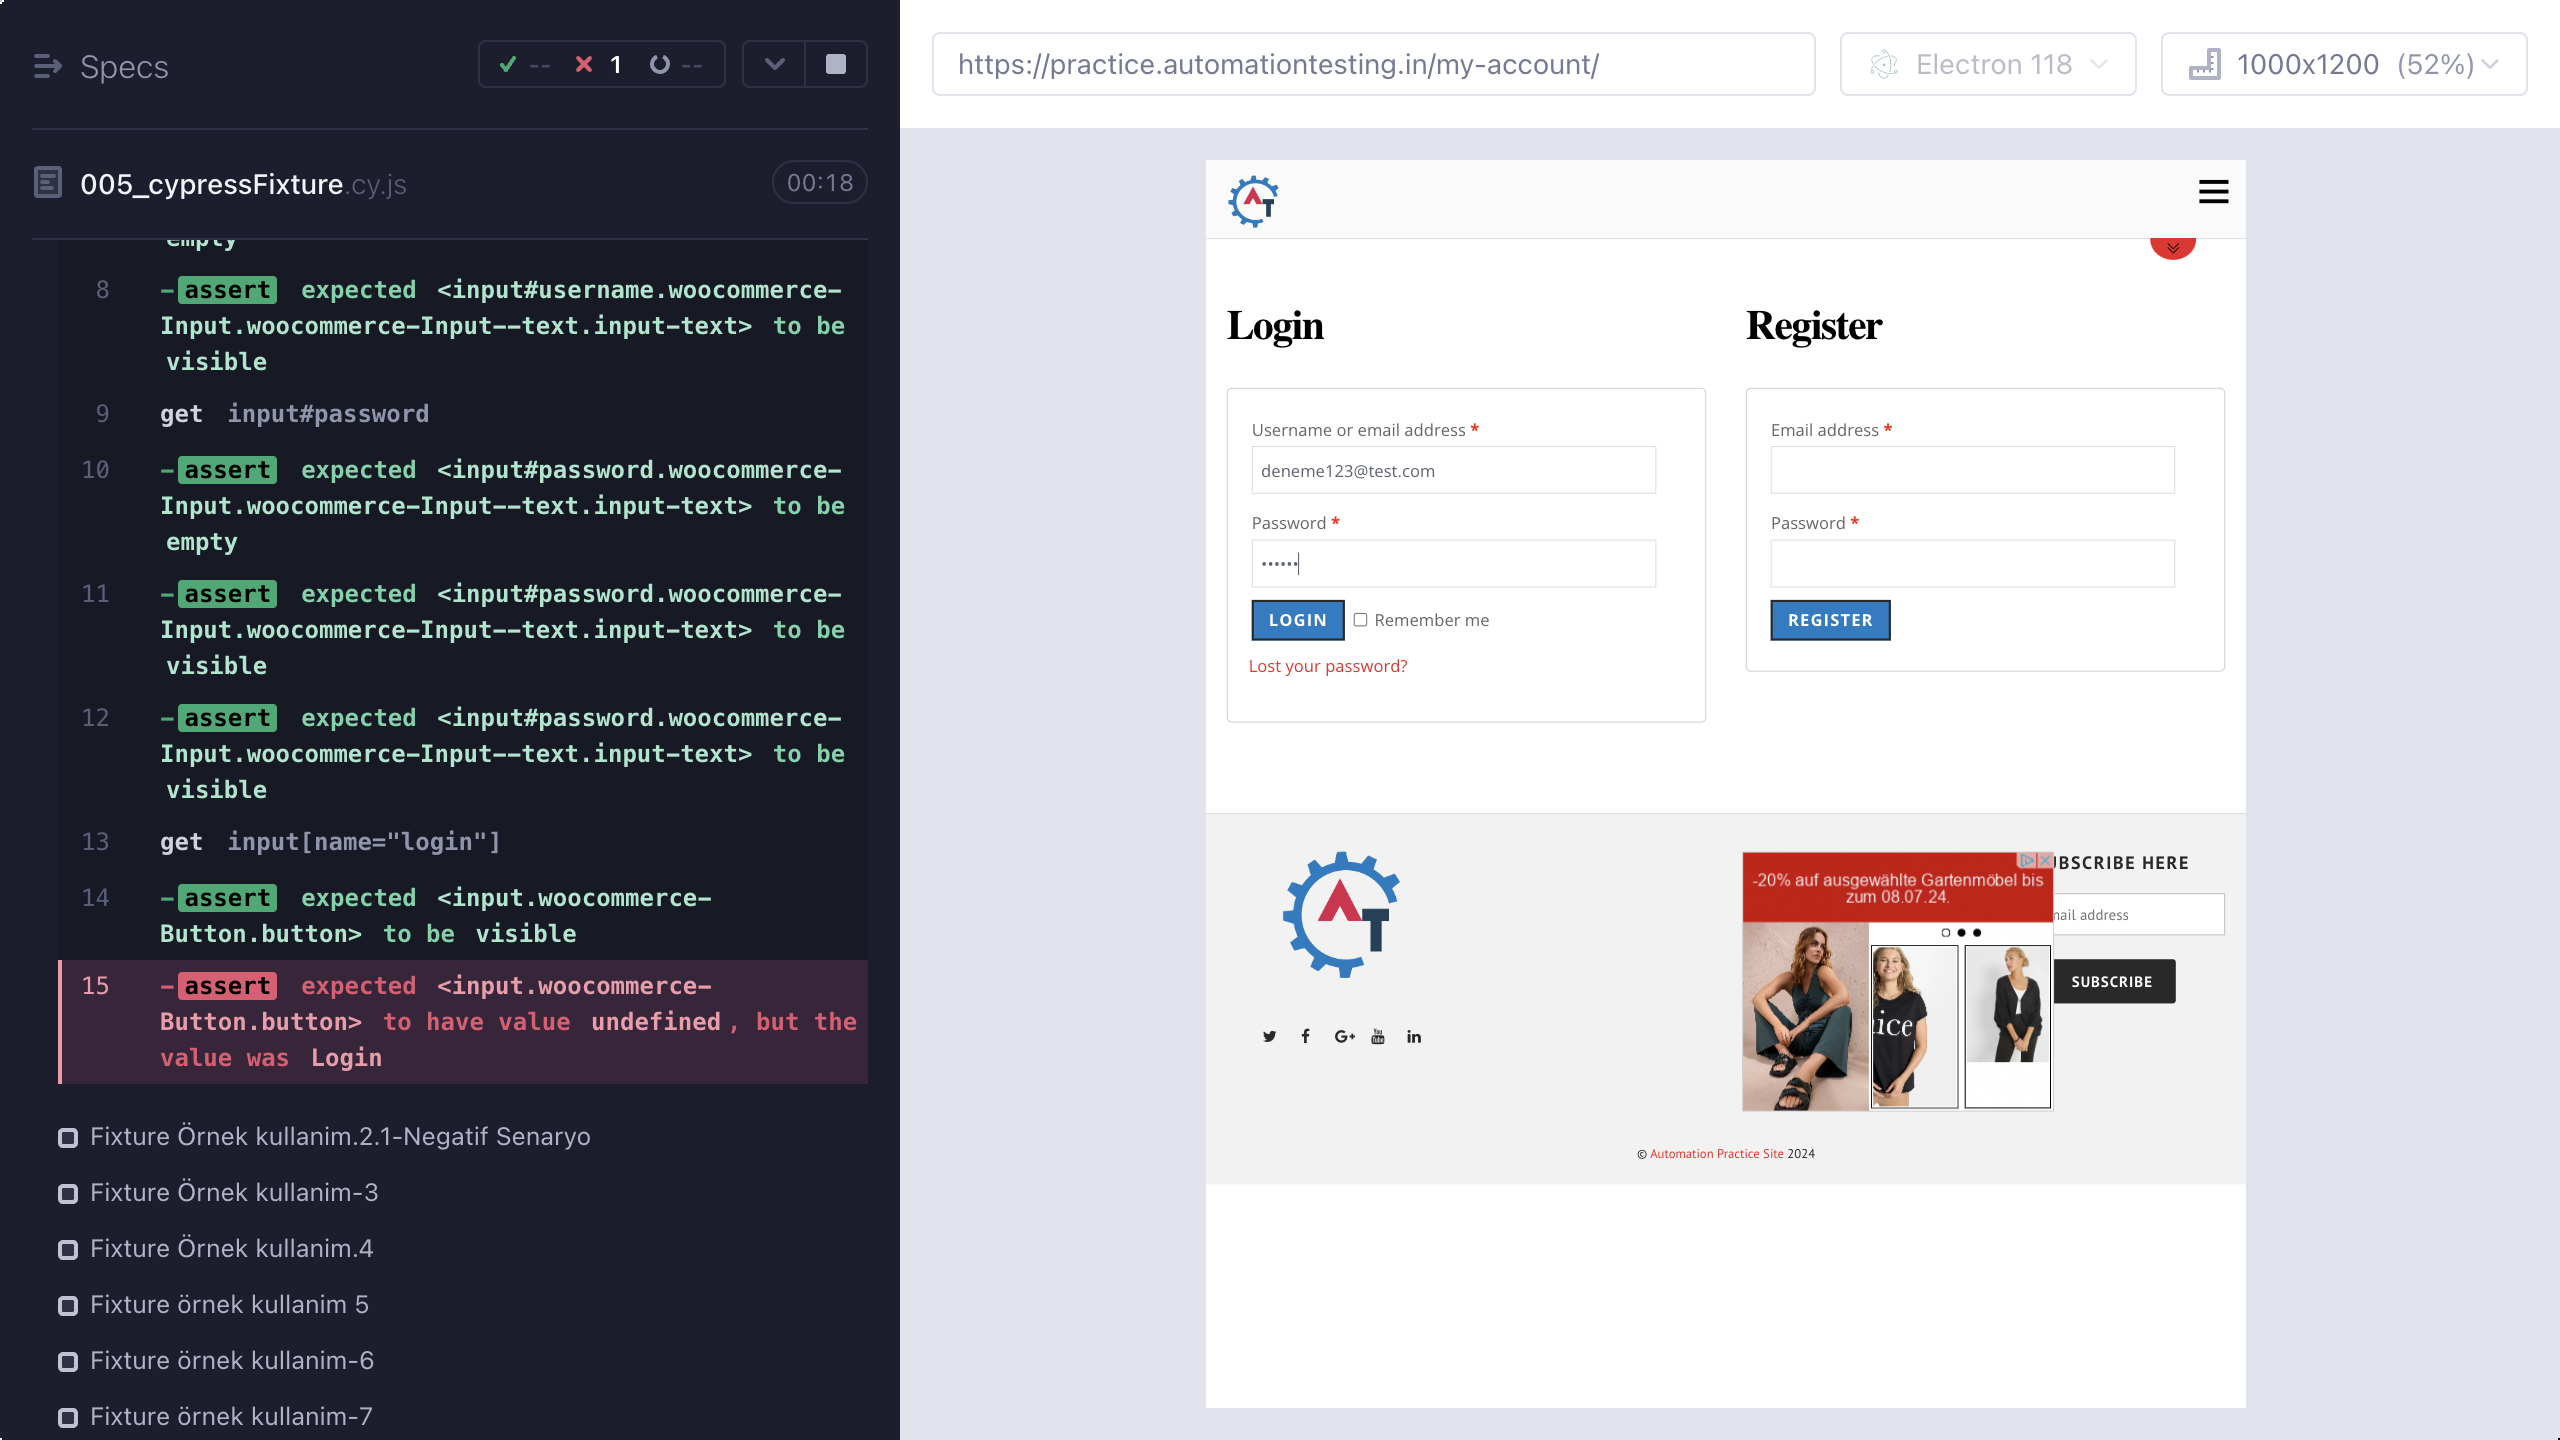 Specs
--
1
--
005_cypressFixture.cy.js
00:18
empty
8 -assert expected <input#username.woocommerce-
Input.woocommerce-Input--text.input-text> to be
visible
9 get input#password
10 -assert expected <input#password.woocommerce-
Input.woocommerce-Input--text.input-text> to be
empty
11 -assert expected <input#password.woocommerce-
Input.woocommerce-Input--text.input-text> to be
visible
12 -assert expected <input#password.woocommerce-
Input.woocommerce-Input--text.input-text> to be
visible
13 get input[name="login"]
14 -assert expected <input.woocommerce-
Button.button> to be visible
15 -assert expected <input.woocommerce-
Button.button> to have value undefined, but the
value was Login
Fixture Örnek kullanim.2.1-Negatif Senaryo
Fixture Örnek kullanim-3
Fixture Örnek kullanim.4
Fixture örnek kullanim 5
Fixture örnek kullanim-6
Fixture örnek kullanim-7
https://practice.automationtesting.in/my-account/
Electron 118
1000x1200 (52%)
AT
Login
Username or email address *
deneme123@test.com
Password *
••••••
LOGIN
Remember me
Lost your password?
Register
Email address *
Password *
REGISTER
AT
-20% auf ausgewählte Gartenmöbel bis
zum 08.07.24.
ice
UBSCRIBE HERE
mail address
SUBSCRIBE
© Automation Practice Site 2024